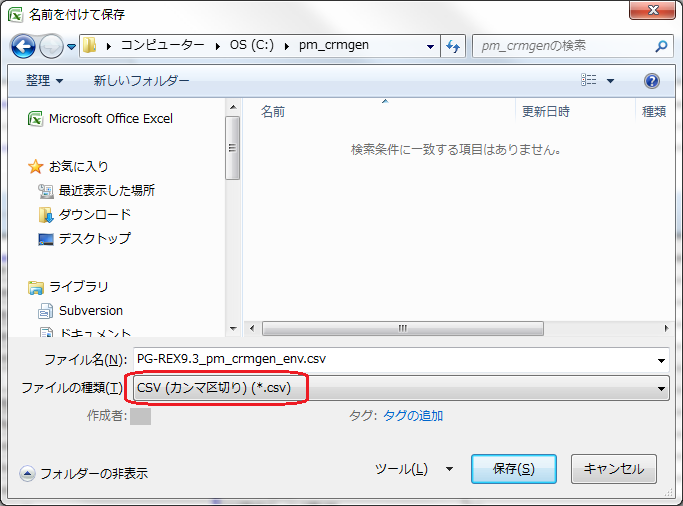 名前を付けて保存
コンピューター ▸ OS (C:) ▸ pm_crmgen
pm_crmgenの検索
整理 新しいフォルダー
Microsoft Office Excel
お気に入り
最近表示した場所
ダウンロード
デスクトップ
ライブラリ
Subversion
ドキュメント
名前 更新日時 種類
検索条件に一致する項目はありません。
ファイル名(N): PG-REX9.3_pm_crmgen_env.csv
ファイルの種類(T): CSV (カンマ区切り) (*.csv)
作成者: タグ: タグの追加
フォルダーの非表示 ツール(L) 保存(S) キャンセル